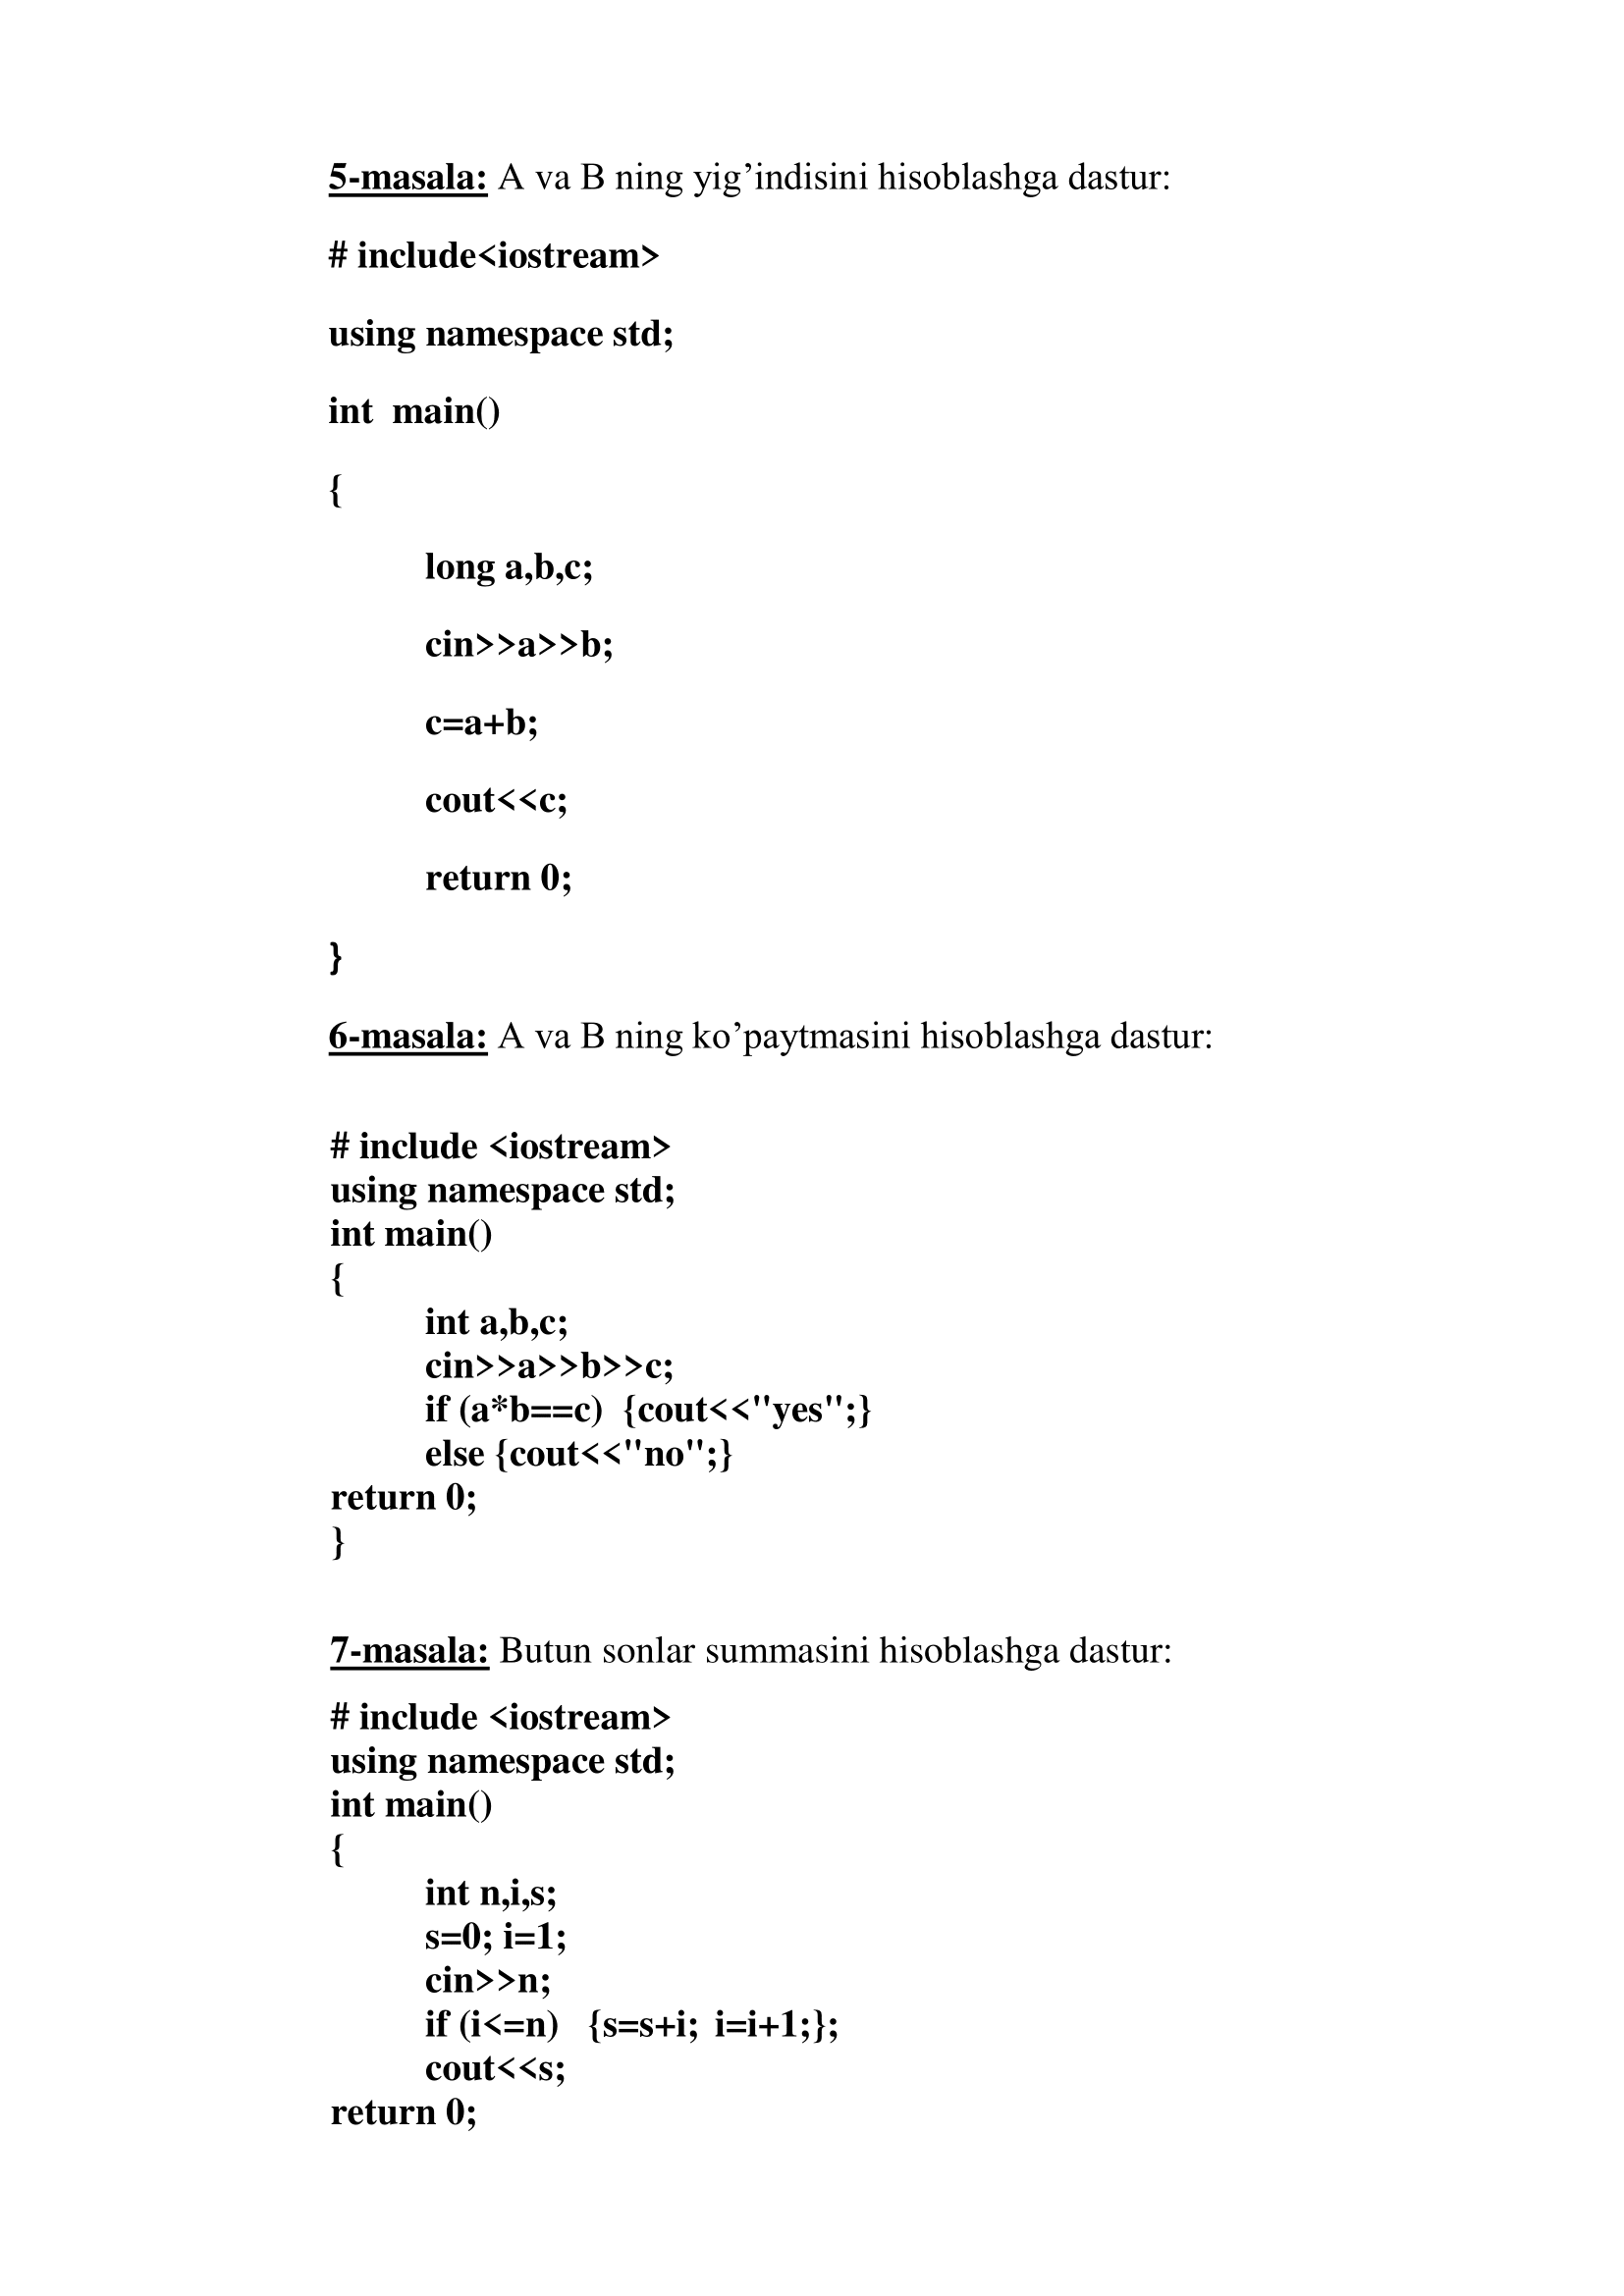 5-masala: A va B ning yig’indisini hisoblashga dastur:
# include<iostream>
using namespace std;
int  main()
{
long a,b,c;
cin>>a>>b;
c=a+b;
cout<<c;
return 0;
}
6-masala: A va B ning ko’paytmasini hisoblashga dastur:
# include <iostream>
using namespace std;
int main()
{
int a,b,c;
cin>>a>>b>>c;
if (a*b==c)  {cout<<"yes";}
else {cout<<"no";}
return 0;
}
7-masala: Butun sonlar summasini hisoblashga dastur:
# include <iostream>
using namespace std;
int main()
{
int n,i,s;
s=0; i=1;
cin>>n;
if (i<=n)   {s=s+i;  i=i+1;};
cout<<s;
return 0;